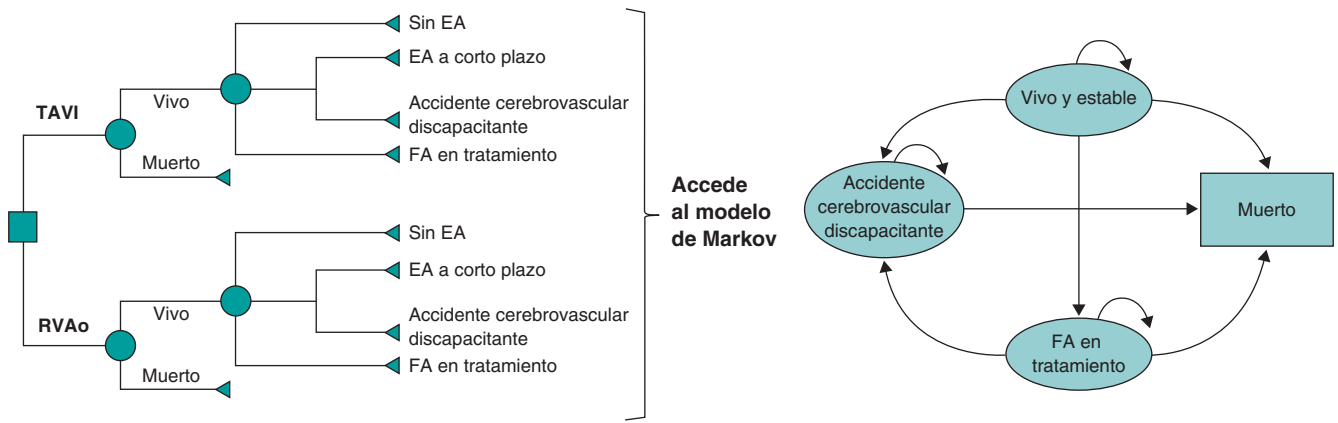 TAVI
Vivo
Muerto
Sin EA
EA a corto plazo
Accidente cerebrovascular
discapacitante
FA en tratamiento
RVAo
Vivo
Muerto
Sin EA
EA a corto plazo
Accidente cerebrovascular
discapacitante
FA en tratamiento
Accede
al modelo
de Markov
Vivo y estable
Accidente
cerebrovascular
discapacitante
Muerto
FA en
tratamiento